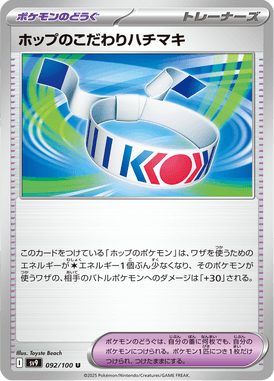 ポケモンのどうぐ トレーナーズ
ホップのこだわりハチマキ
このカードをつけている「ホップのポケモン」は、ワザを使うための
エネルギーが1個ぶん少なくなり、そのポケモンが
使うワザの、相手のバトルポケモンへのダメージは「+30」される。
Illus. Toyste Beach
I SV9 092/100 U
ポケモンのどうぐは、自分の番に何枚でも、自分の
ポケモンにつけられる。ポケモン1匹につき1枚だけ
つけられ、つけたままにする。
©2025 Pokémon/Nintendo/Creatures/GAME FREAK.